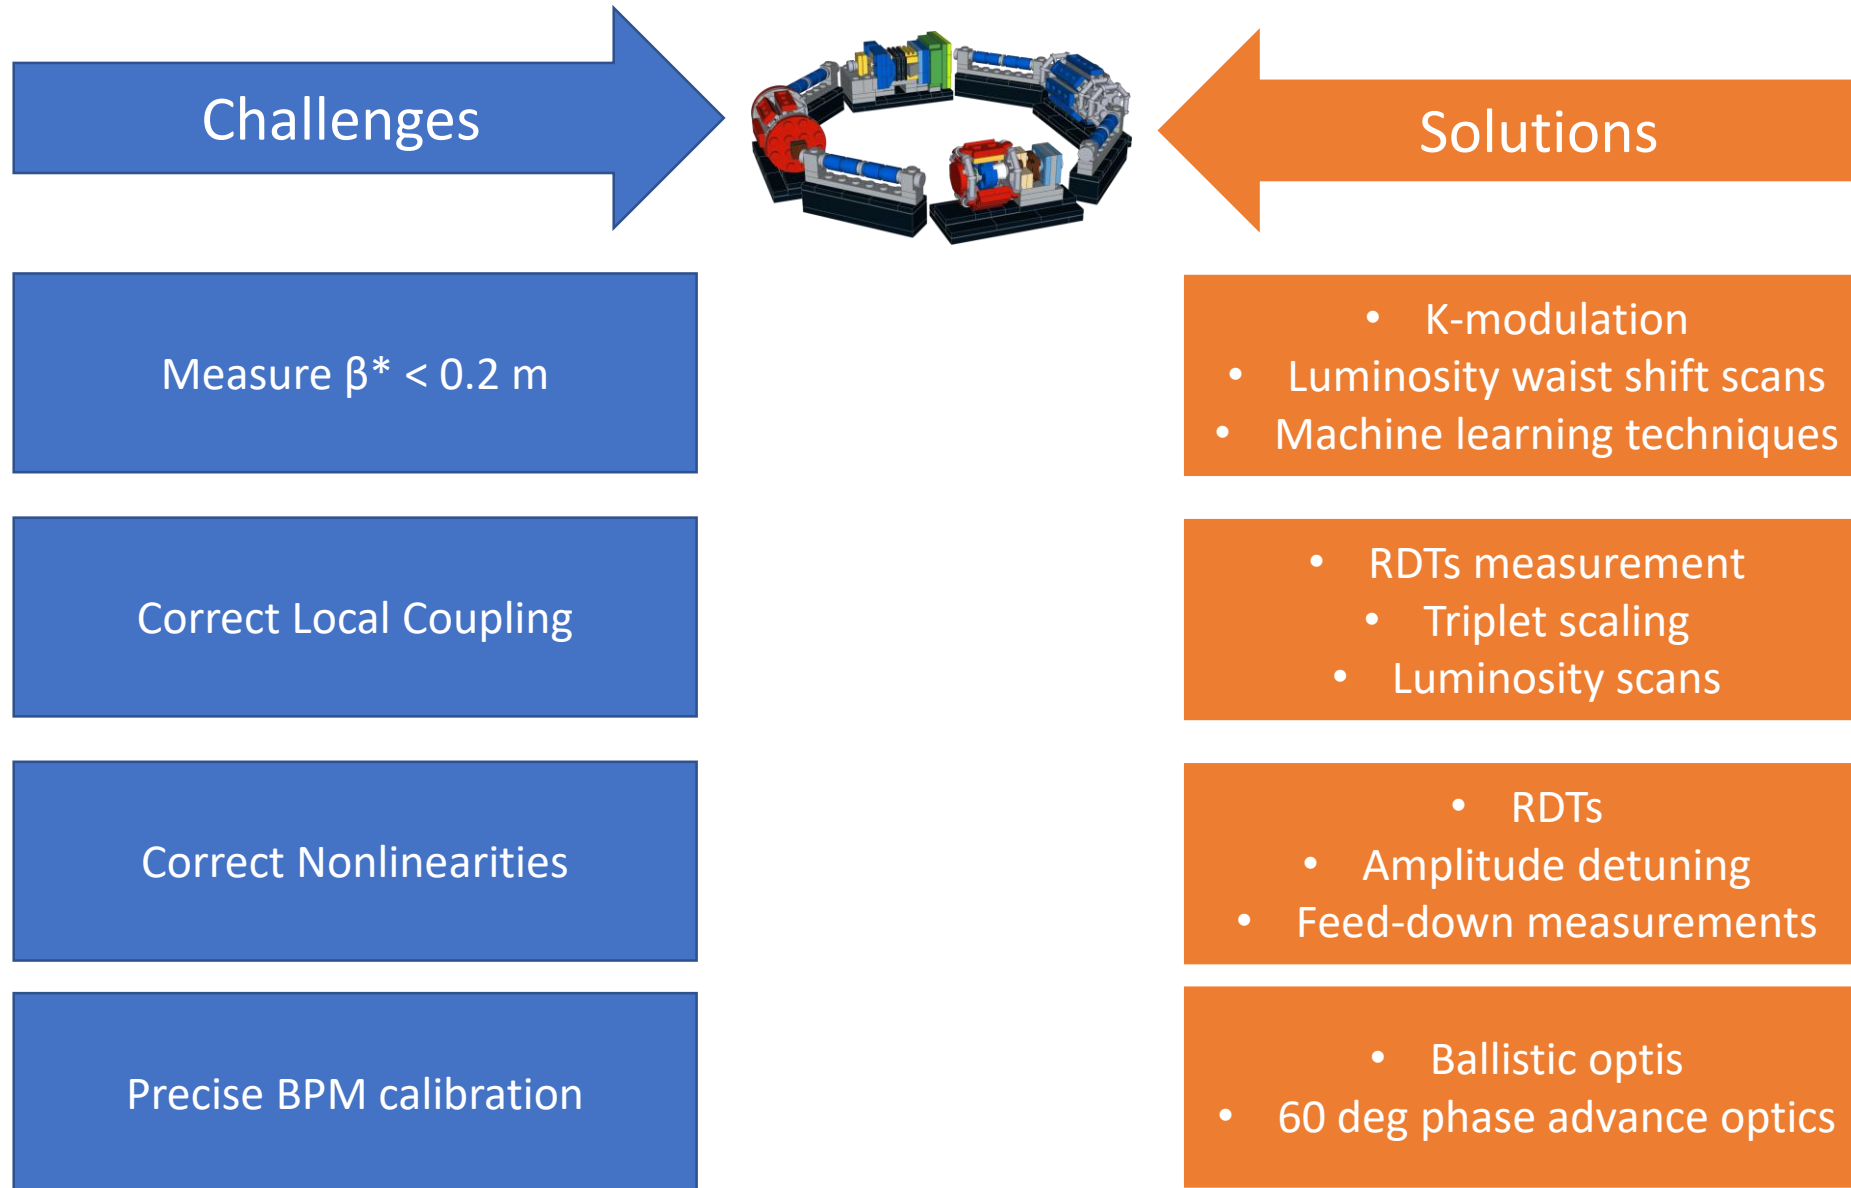 Challenges
Solutions
Measure β* < 0.2 m
• K-modulation
• Luminosity waist shift scans
• Machine learning techniques
Correct Local Coupling
• RDTs measurement
• Triplet scaling
• Luminosity scans
Correct Nonlinearities
• RDTs
• Amplitude detuning
• Feed-down measurements
Precise BPM calibration
• Ballistic optis
• 60 deg phase advance optics